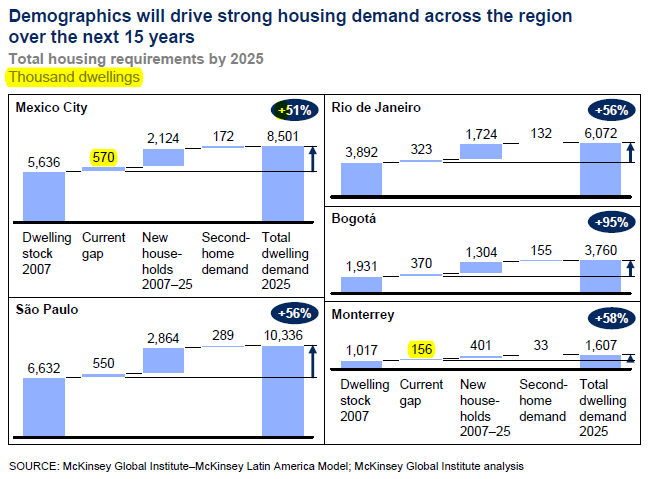 Demographics will drive strong housing demand across the region
over the next 15 years
Total housing requirements by 2025
Thousand dwellings
Mexico City
+51%
5,636
570
2,124
172
8,501
Dwelling
stock
2007
Current
gap
New
house-
holds
2007–25
Second-
home
demand
Total
dwelling
demand
2025
São Paulo
+56%
6,632
550
2,864
289
10,336
Rio de Janeiro
+56%
3,892
323
1,724
132
6,072
Bogotá
+95%
1,931
370
1,304
155
3,760
Monterrey
+58%
1,017
156
401
33
1,607
Dwelling
stock
2007
Current
gap
New
house-
holds
2007–25
Second-
home
demand
Total
dwelling
demand
2025
SOURCE: McKinsey Global Institute–McKinsey Latin America Model; McKinsey Global Institute analysis